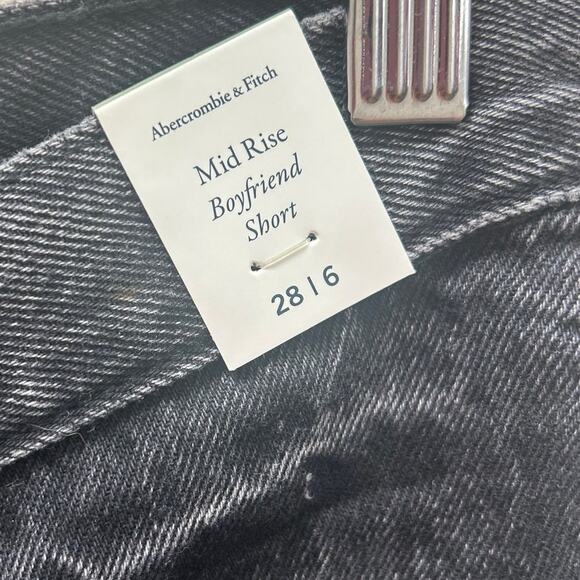 Abercrombie & Fitch
Mid Rise
Boyfriend
Short
28 | 6